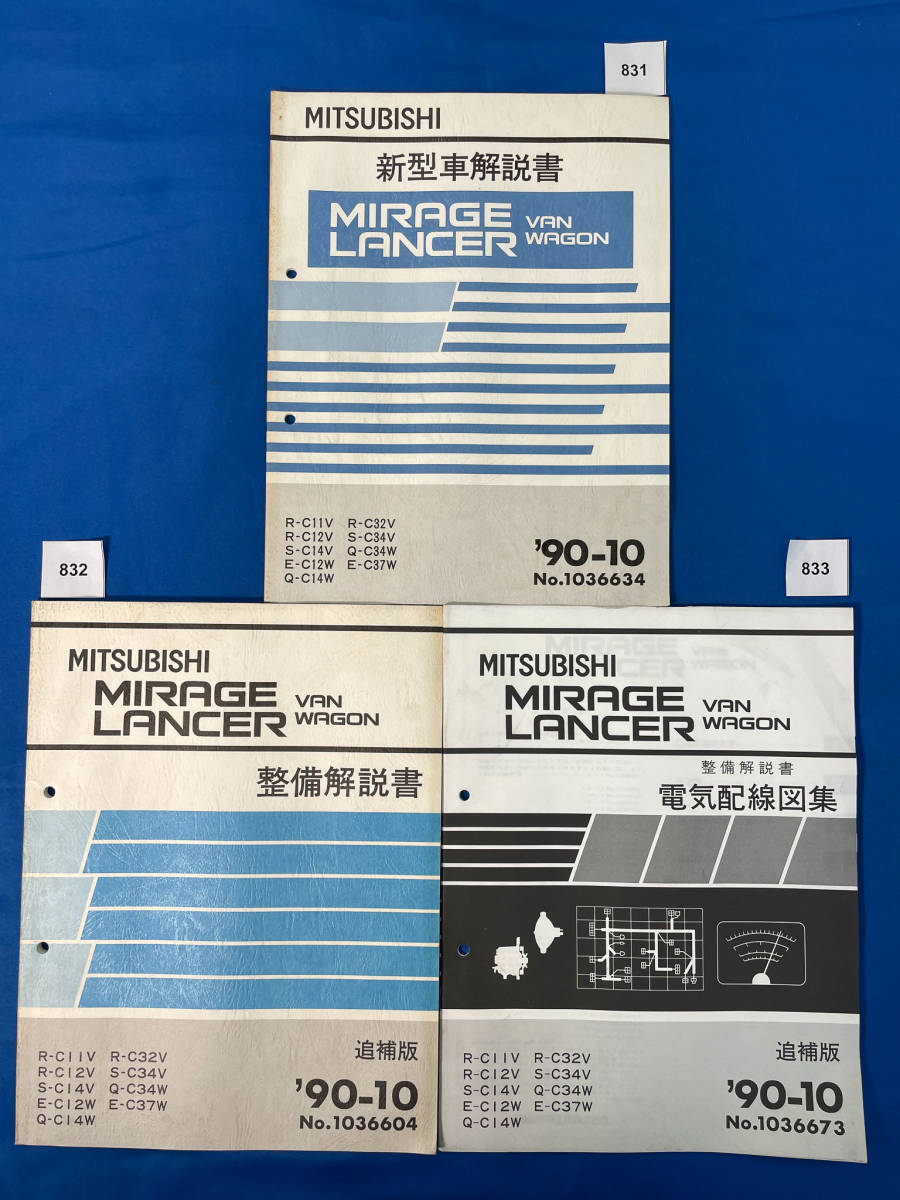 831
MITSUBISHI
新型車解説書
MIRAGE VAN
LANCER WAGON
R-C11V R-C32V
R-C12V S-C34V
S-C14V Q-C34W
E-C12W E-C37W
Q-C14W
'90-10
No.1036634
832
MITSUBISHI
MIRAGE VAN
LANCER WAGON
整備解説書
R-C11V R-C32V
R-C12V S-C34V
S-C14V Q-C34W
E-C12W E-C37W
Q-C14W
追補版
'90-10
No.1036604
833
MITSUBISHI
MIRAGE VAN
LANCER WAGON
整備解説書
電気配線図集
R-C11V R-C32V
R-C12V S-C34V
S-C14V Q-C34W
E-C12W E-C37W
Q-C14W
追補版
'90-10
No.1036673